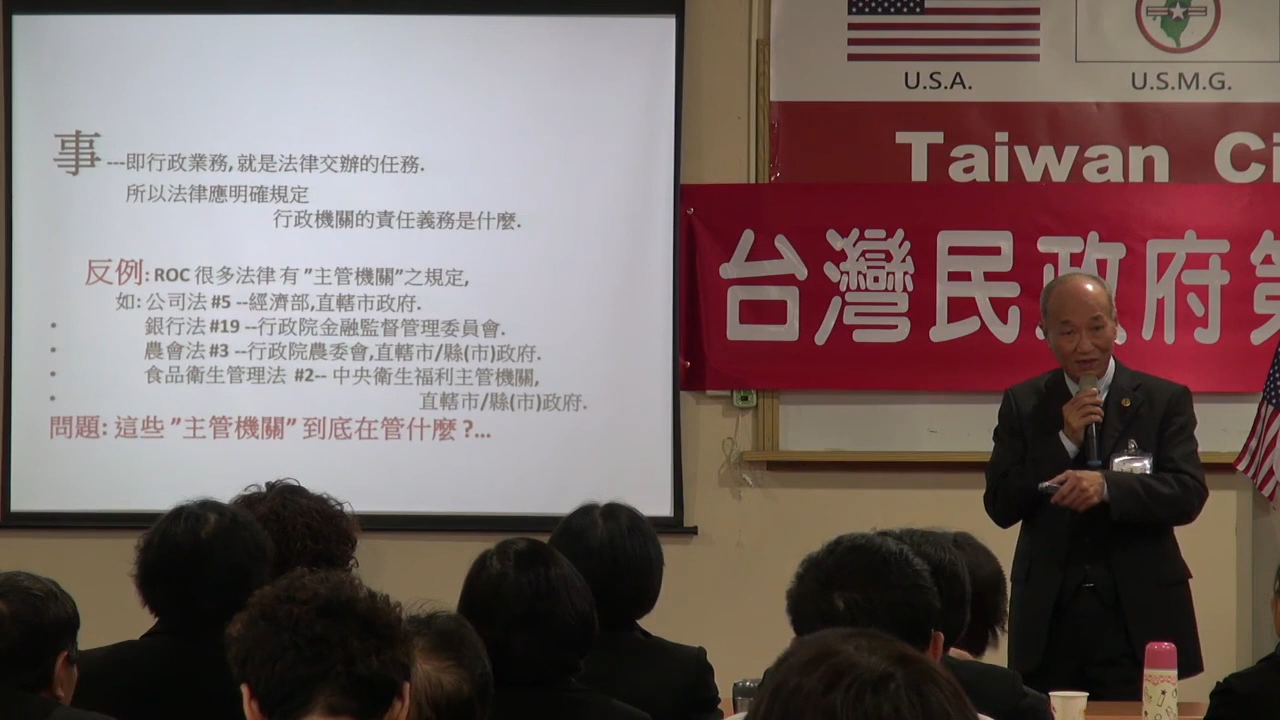 事---即行政業務,就是法律交辦的任務.
所以法律應明確規定
行政機關的責任義務是什麼.
反例: ROC 很多法律 有 ”主管機關”之規定,
如: 公司法 #5 --經濟部,直轄市政府.
• 銀行法 #19 --行政院金融監督管理委員會.
• 農會法 #3 --行政院農委會,直轄市/縣(市)政府.
• 食品衛生管理法 #2-- 中央衛生福利主管機關,
• 直轄市/縣(市)政府.
問題: 這些 ”主管機關” 到底在管什麼 ?...
U.S.A.
U.S.M.G.
Taiwan Ci
台灣民政府第